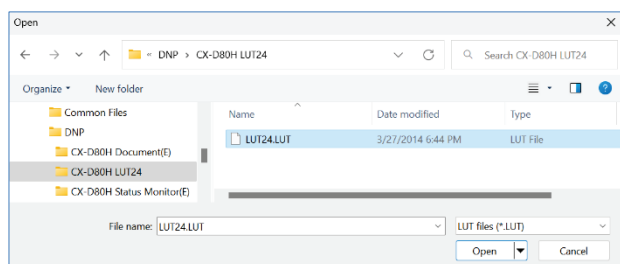 Open
« DNP › CX-D80H LUT24
Search CX-D80H LUT24
Organize New folder
Common Files
DNP
CX-D80H Document(E)
CX-D80H LUT24
CX-D80H Status Monitor(E)
Name Date modified Type
LUT24.LUT 3/27/2014 6:44 PM LUT File
File name: LUT24.LUT LUT files (*.LUT)
Open Cancel